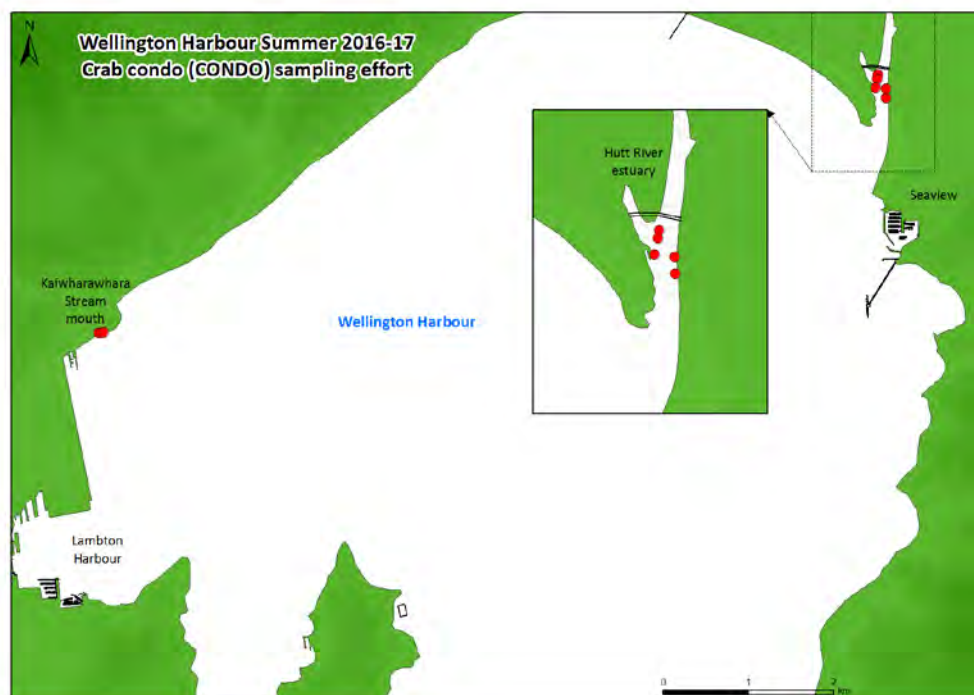 N
Wellington Harbour Summer 2016-17
Crab condo (CONDO) sampling effort
Hutt River
estuary
Seaview
Kaiwharawhara
Stream
mouth
Wellington Harbour
Lambton
Harbour
0 1 2
Km